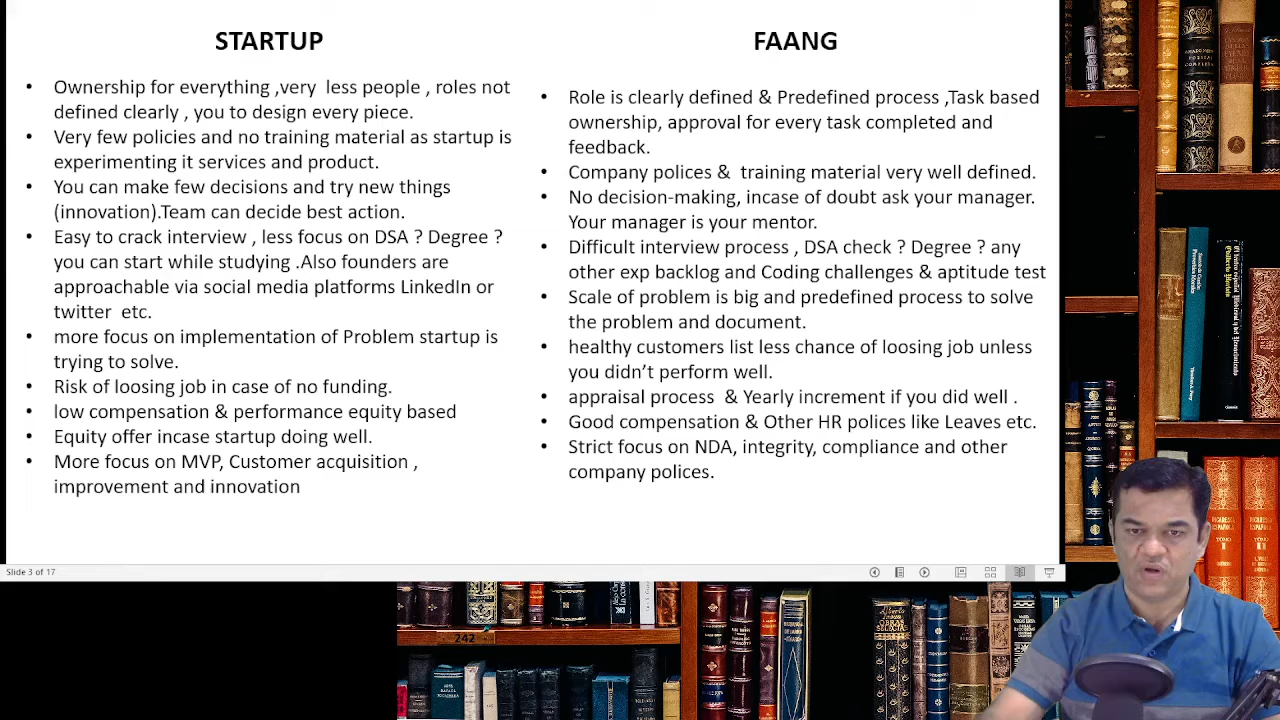 STARTUP
• Ownership for everything ,very less people , roles not
defined clearly , you to design every piece.
• Very few policies and no training material as startup is
experimenting it services and product.
• You can make few decisions and try new things
(innovation).Team can decide best action.
• Easy to crack interview , less focus on DSA ? Degree ?
you can start while studying .Also founders are
approachable via social media platforms LinkedIn or
twitter etc.
• more focus on implementation of Problem startup is
trying to solve.
• Risk of loosing job in case of no funding.
• low compensation & performance equity based
• Equity offer incase startup doing well.
• More focus on MVP, Customer acquisition ,
improvement and innovation
FAANG
• Role is clearly defined & Predefined process ,Task based
ownership, approval for every task completed and
feedback.
• Company polices & training material very well defined.
• No decision-making, incase of doubt ask your manager.
Your manager is your mentor.
• Difficult interview process , DSA check ? Degree ? any
other exp backlog and Coding challenges & aptitude test
• Scale of problem is big and predefined process to solve
the problem and document.
• healthy customers list less chance of loosing job unless
you didn’t perform well.
• appraisal process & Yearly increment if you did well .
• Good compensation & Other HR polices like Leaves etc.
• Strict focus on NDA, integrity, compliance and other
company polices.
Slide 3 of 17
242